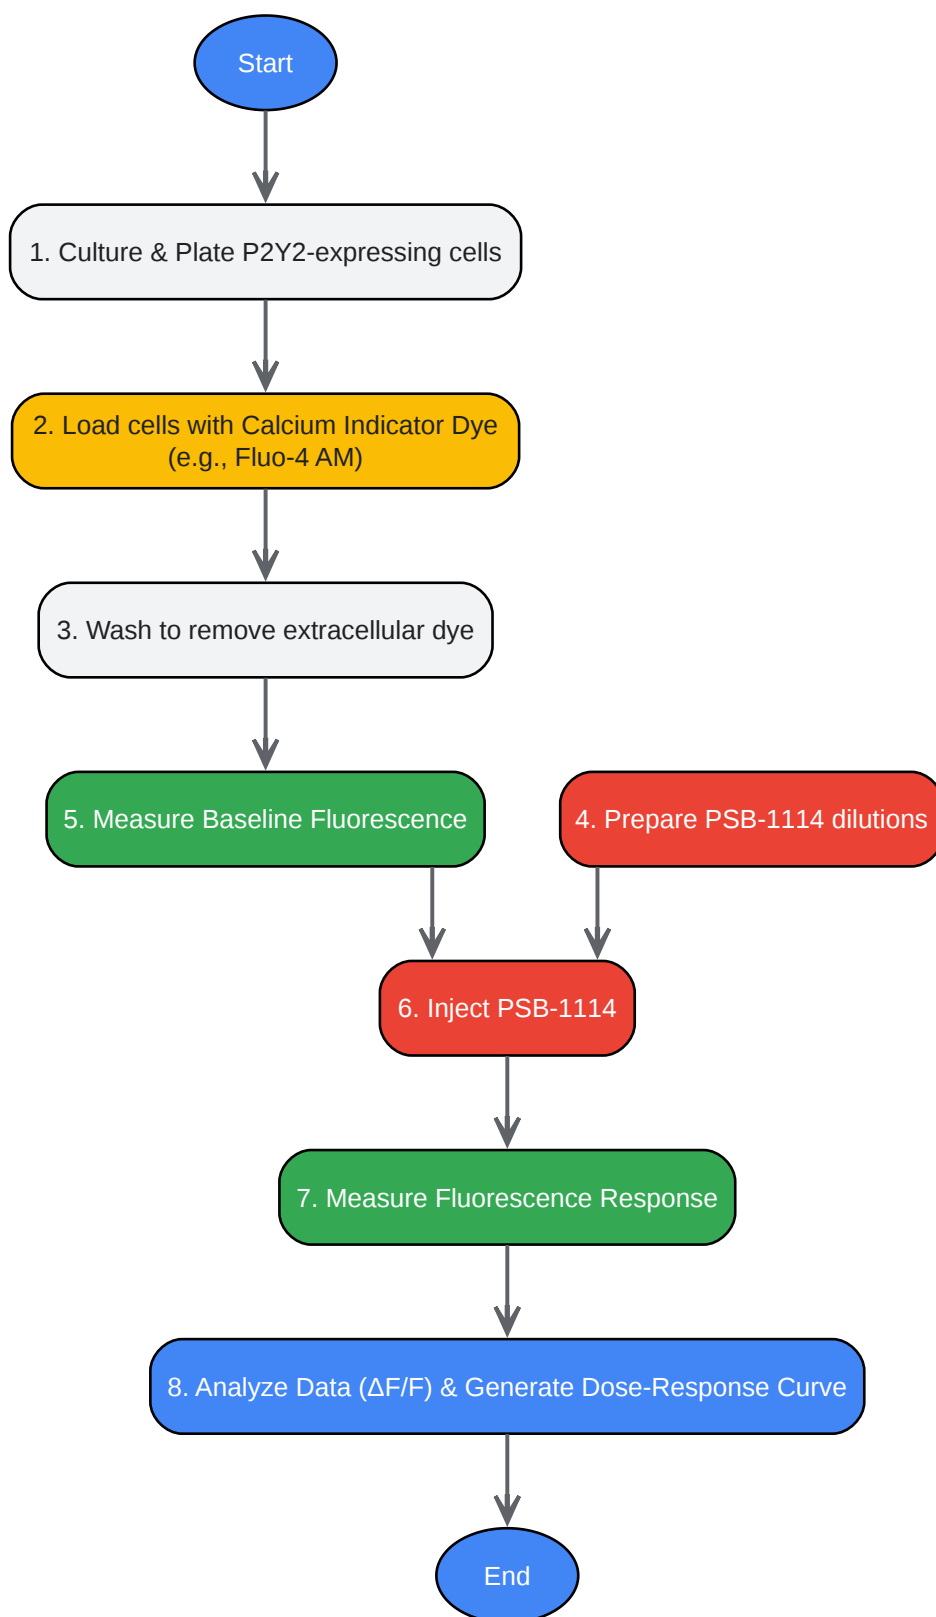 Start
1. Culture & Plate P2Y2-expressing cells
2. Load cells with Calcium Indicator Dye
(e.g., Fluo-4 AM)
3. Wash to remove extracellular dye
5. Measure Baseline Fluorescence
4. Prepare PSB-1114 dilutions
6. Inject PSB-1114
7. Measure Fluorescence Response
8. Analyze Data (ΔF/F) & Generate Dose-Response Curve
End